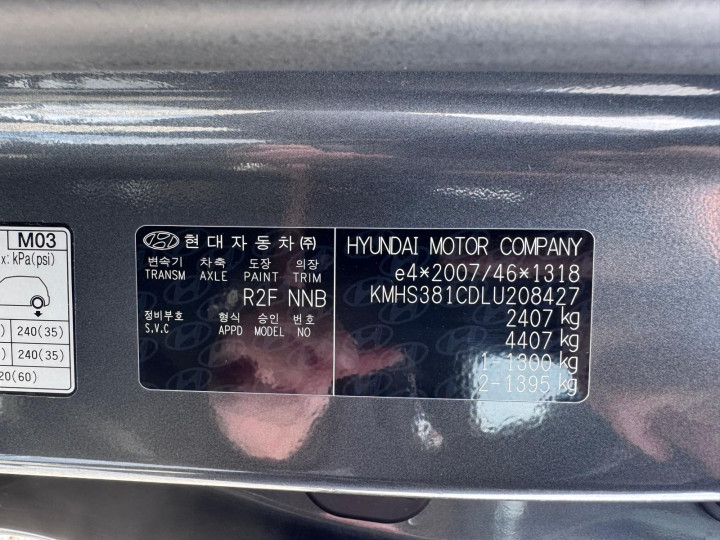 M03
x: kPa(psi)
240(35)
240(35)
20(60)
현대자동차㈜
변속기 차축 도장 의장
TRANSM AXLE PAINT TRIM
R2F NNB
정비부호 형식 승인 번호
S.V.C APPD MODEL NO
HYUNDAI MOTOR COMPANY
e4*2007/46*1318
KMHS381CDLU208427
2407 kg
4407 kg
1-1300 kg
2-1395 kg